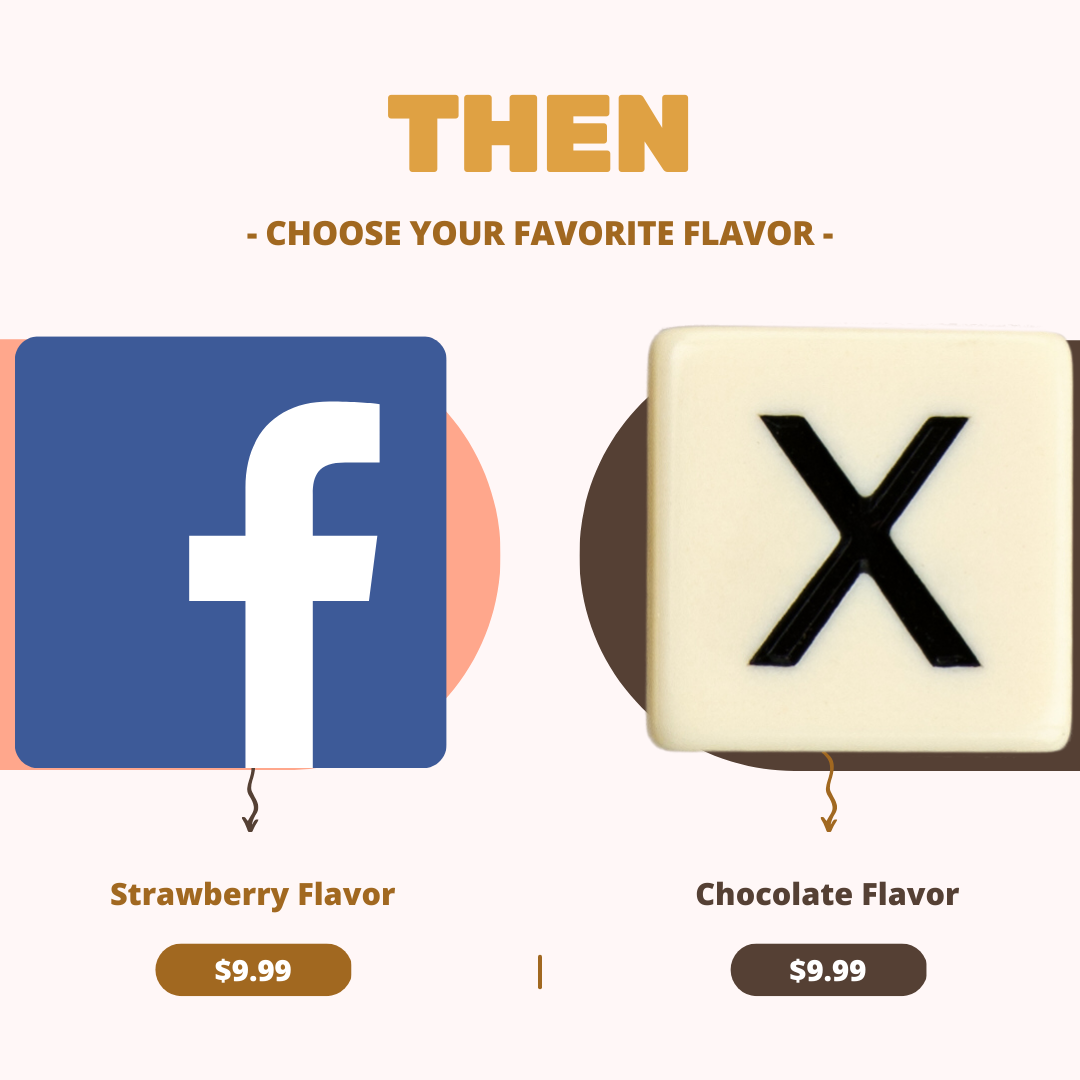 THEN
- CHOOSE YOUR FAVORITE FLAVOR -
f
X
Strawberry Flavor
Chocolate Flavor
$9.99
$9.99